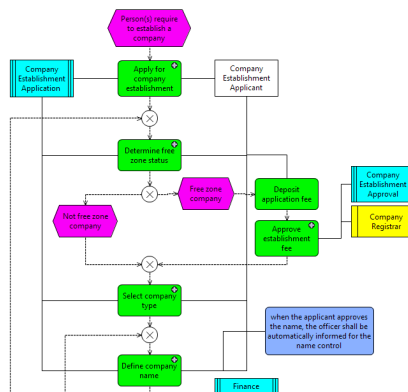 Person(s) require
to establish a
company
Company
Establishment
Application
Apply for
company
establishment
Company
Establishment
Applicant
Determine free
zone status
Free zone
company
Not free zone
company
Deposit
application fee
Company
Establishment
Approval
Approve
establishment
fee
Company
Registrar
Select company
type
when the applicant approves
the name, the officer shall be
automatically informed for
the name control
Define company
name
Finance